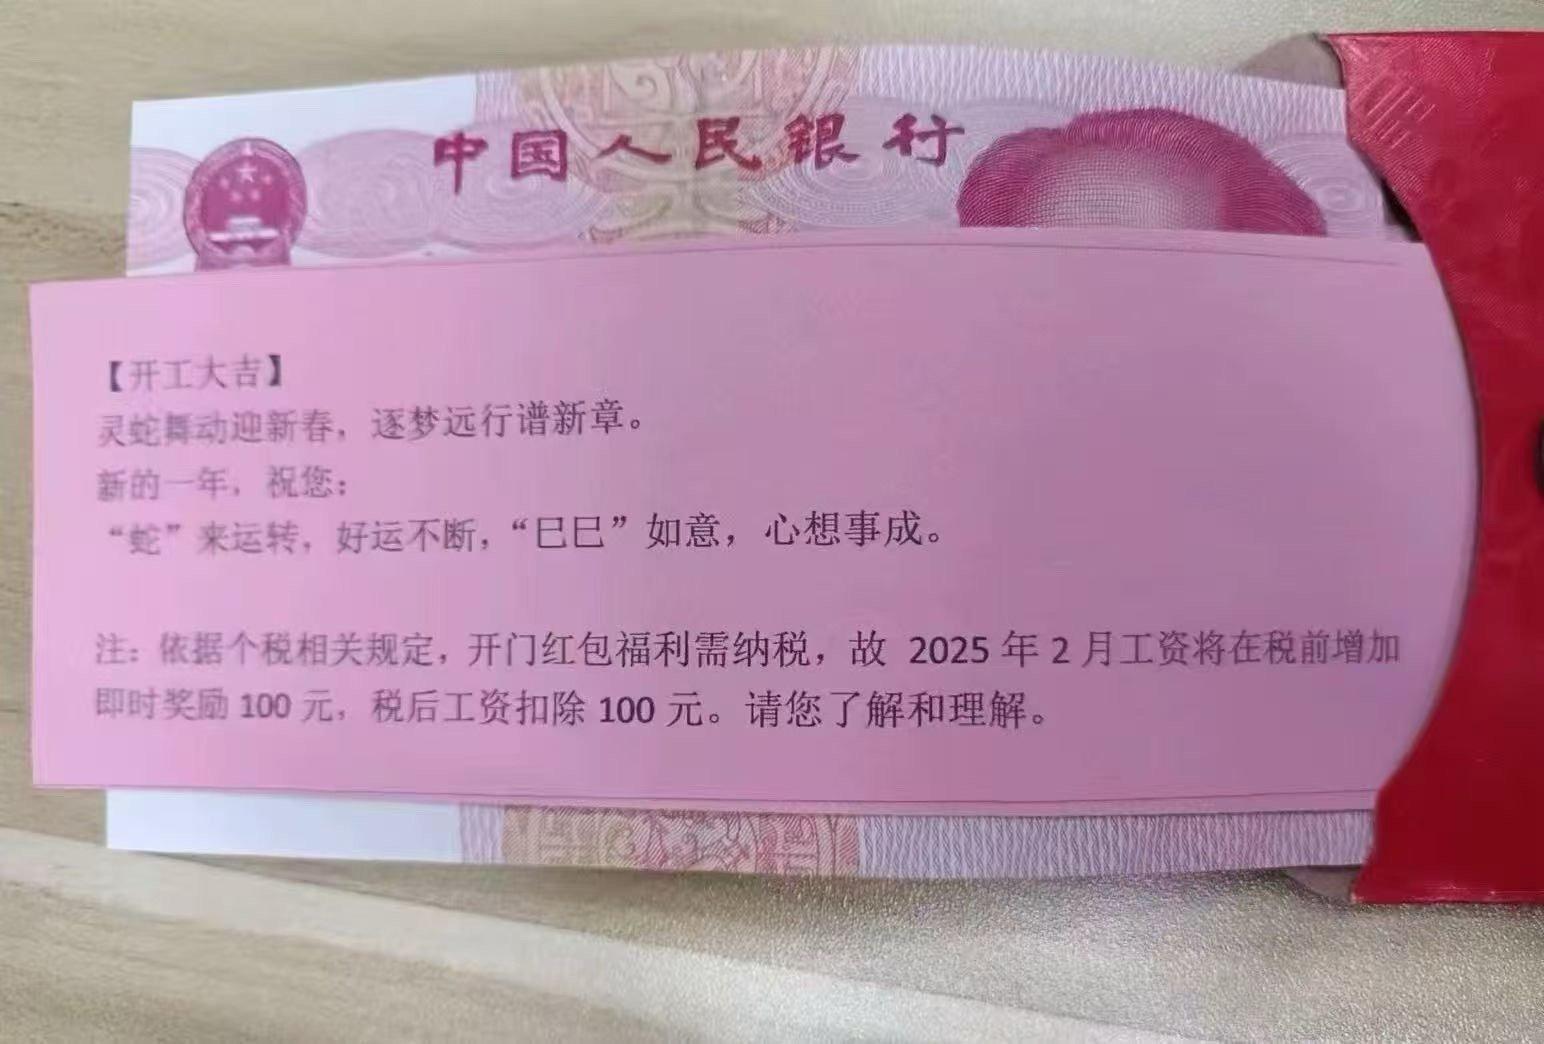 中国人民银行
【开工大吉】
灵蛇舞动迎新春，逐梦远行谱新章。
新的一年，祝您：
“蛇”来运转，好运不断，“巳巳”如意，心想事成。
注：依据个税相关规定，开门红包福利需纳税，故 2025 年 2 月工资将在税前增加
即时奖励 100 元，税后工资扣除 100 元。请您了解和理解。